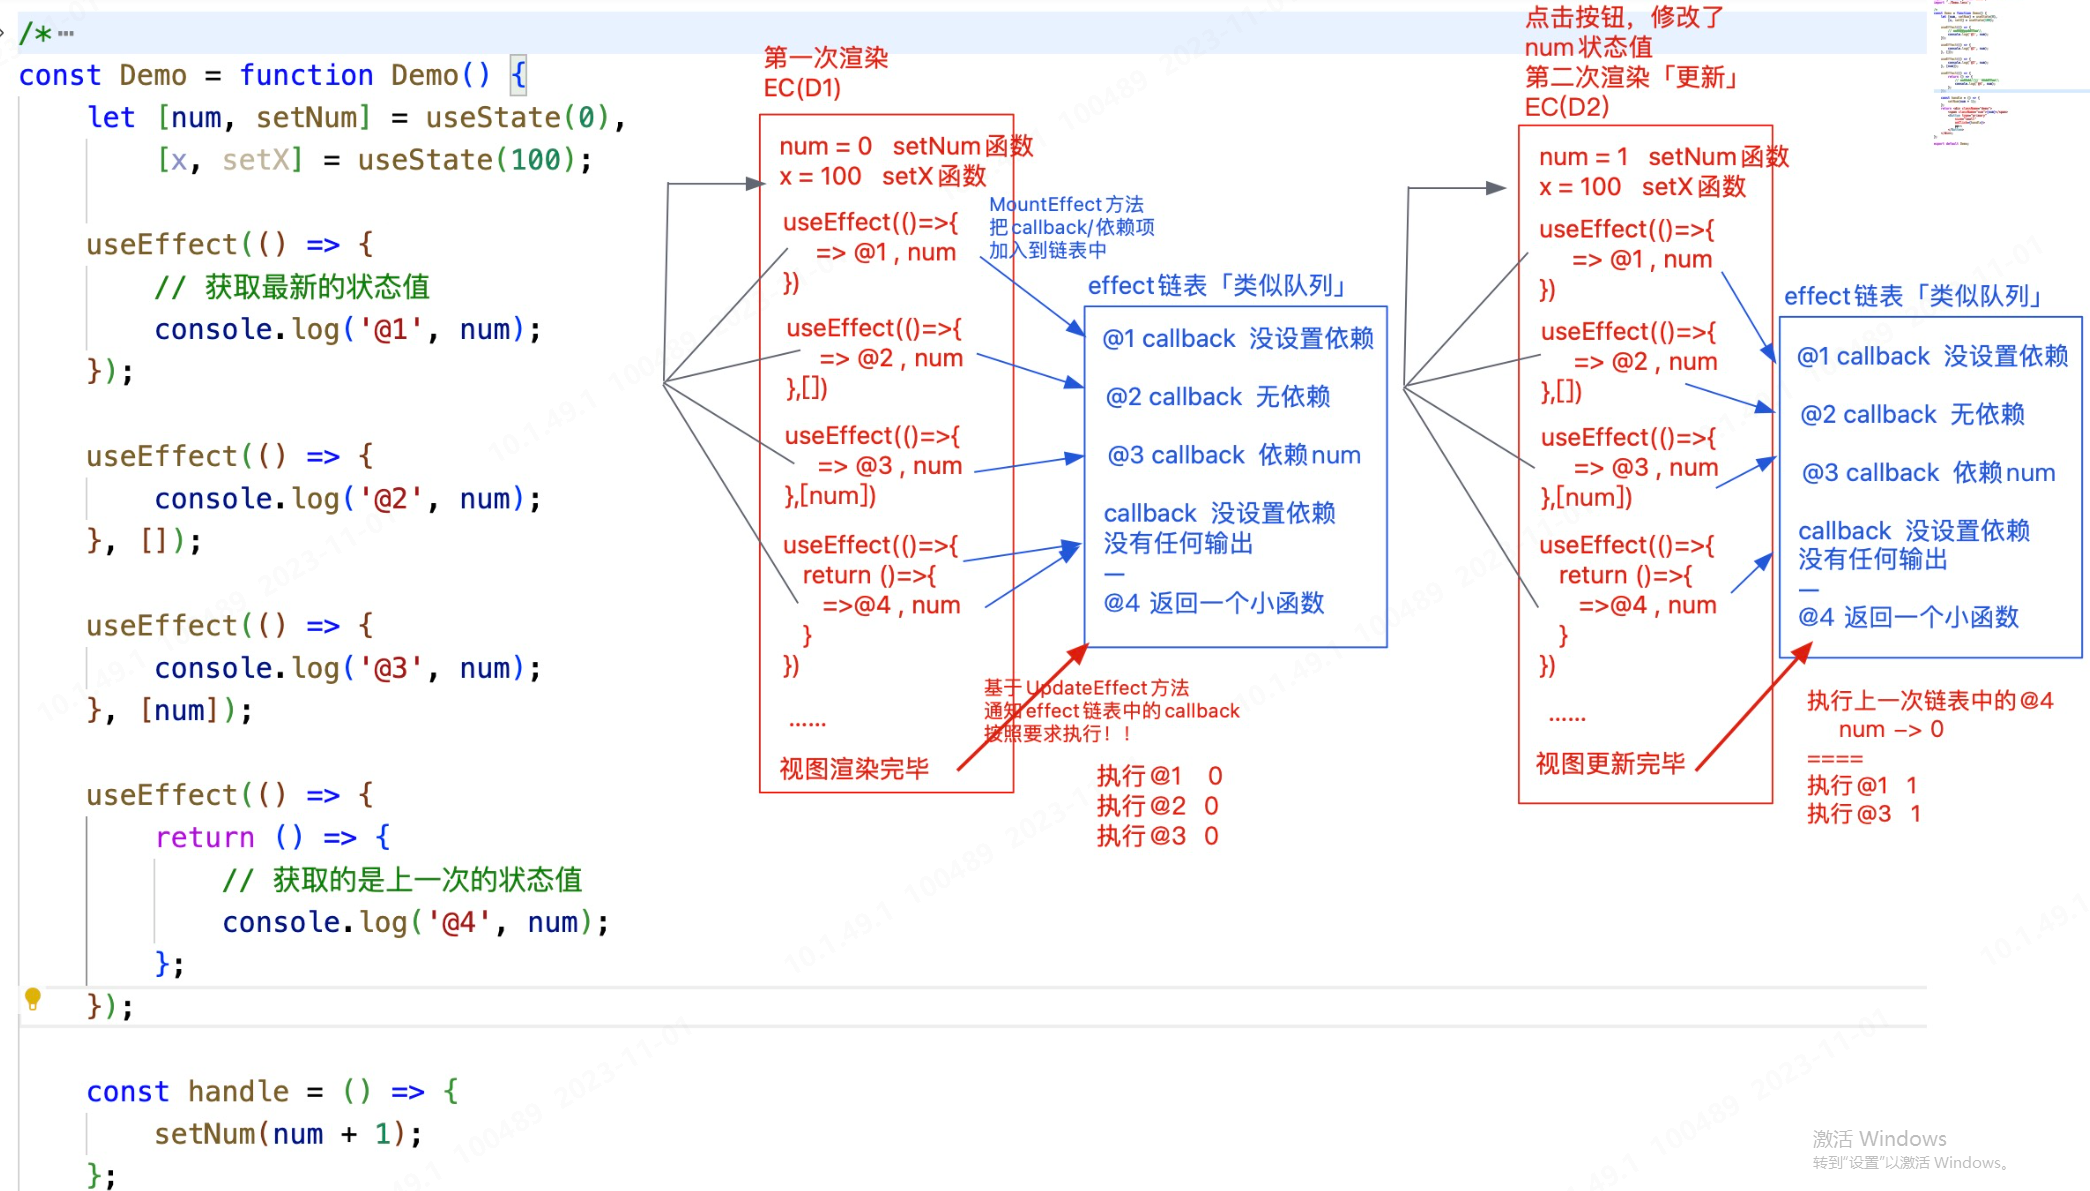 /*···
const Demo = function Demo() {
let [num, setNum] = useState(0),
[x, setX] = useState(100);
useEffect(() => {
// 获取最新的状态值
console.log('@1', num);
});
useEffect(() => {
console.log('@2', num);
}, []);
useEffect(() => {
console.log('@3', num);
}, [num]);
useEffect(() => {
return () => {
// 获取的是上一次的状态值
console.log('@4', num);
};
});
const handle = () => {
setNum(num + 1);
};
第一次渲染
EC(D1)
num = 0 setNum函数
x = 100 setX函数
useEffect(()=>{
=> @1 , num
})
useEffect(()=>{
=> @2 , num
},[])
useEffect(()=>{
=> @3 , num
},[num])
useEffect(()=>{
return ()=>{
=>@4 , num
}
})
......
视图渲染完毕
MountEffect方法
把callback/依赖项
加入到链表中
effect链表「类似队列」
@1 callback 没设置依赖
@2 callback 无依赖
@3 callback 依赖num
callback 没设置依赖
没有任何输出
—
@4 返回一个小函数
基于UpdateEffect方法
通知effect链表中的callback
按照要求执行！！
执行@1 0
执行@2 0
执行@3 0
点击按钮，修改了
num状态值
第二次渲染「更新」
EC(D2)
num = 1 setNum函数
x = 100 setX函数
useEffect(()=>{
=> @1 , num
})
useEffect(()=>{
=> @2 , num
},[])
useEffect(()=>{
=> @3 , num
},[num])
useEffect(()=>{
return ()=>{
=>@4 , num
}
})
......
视图更新完毕
effect链表「类似队列」
@1 callback 没设置依赖
@2 callback 无依赖
@3 callback 依赖num
callback 没设置依赖
没有任何输出
—
@4 返回一个小函数
执行上一次链表中的@4
num -> 0
====
执行@1 1
执行@3 1
激活 Windows
转到“设置”以激活 Windows。
10.1.49.1 100489 2023-11-01